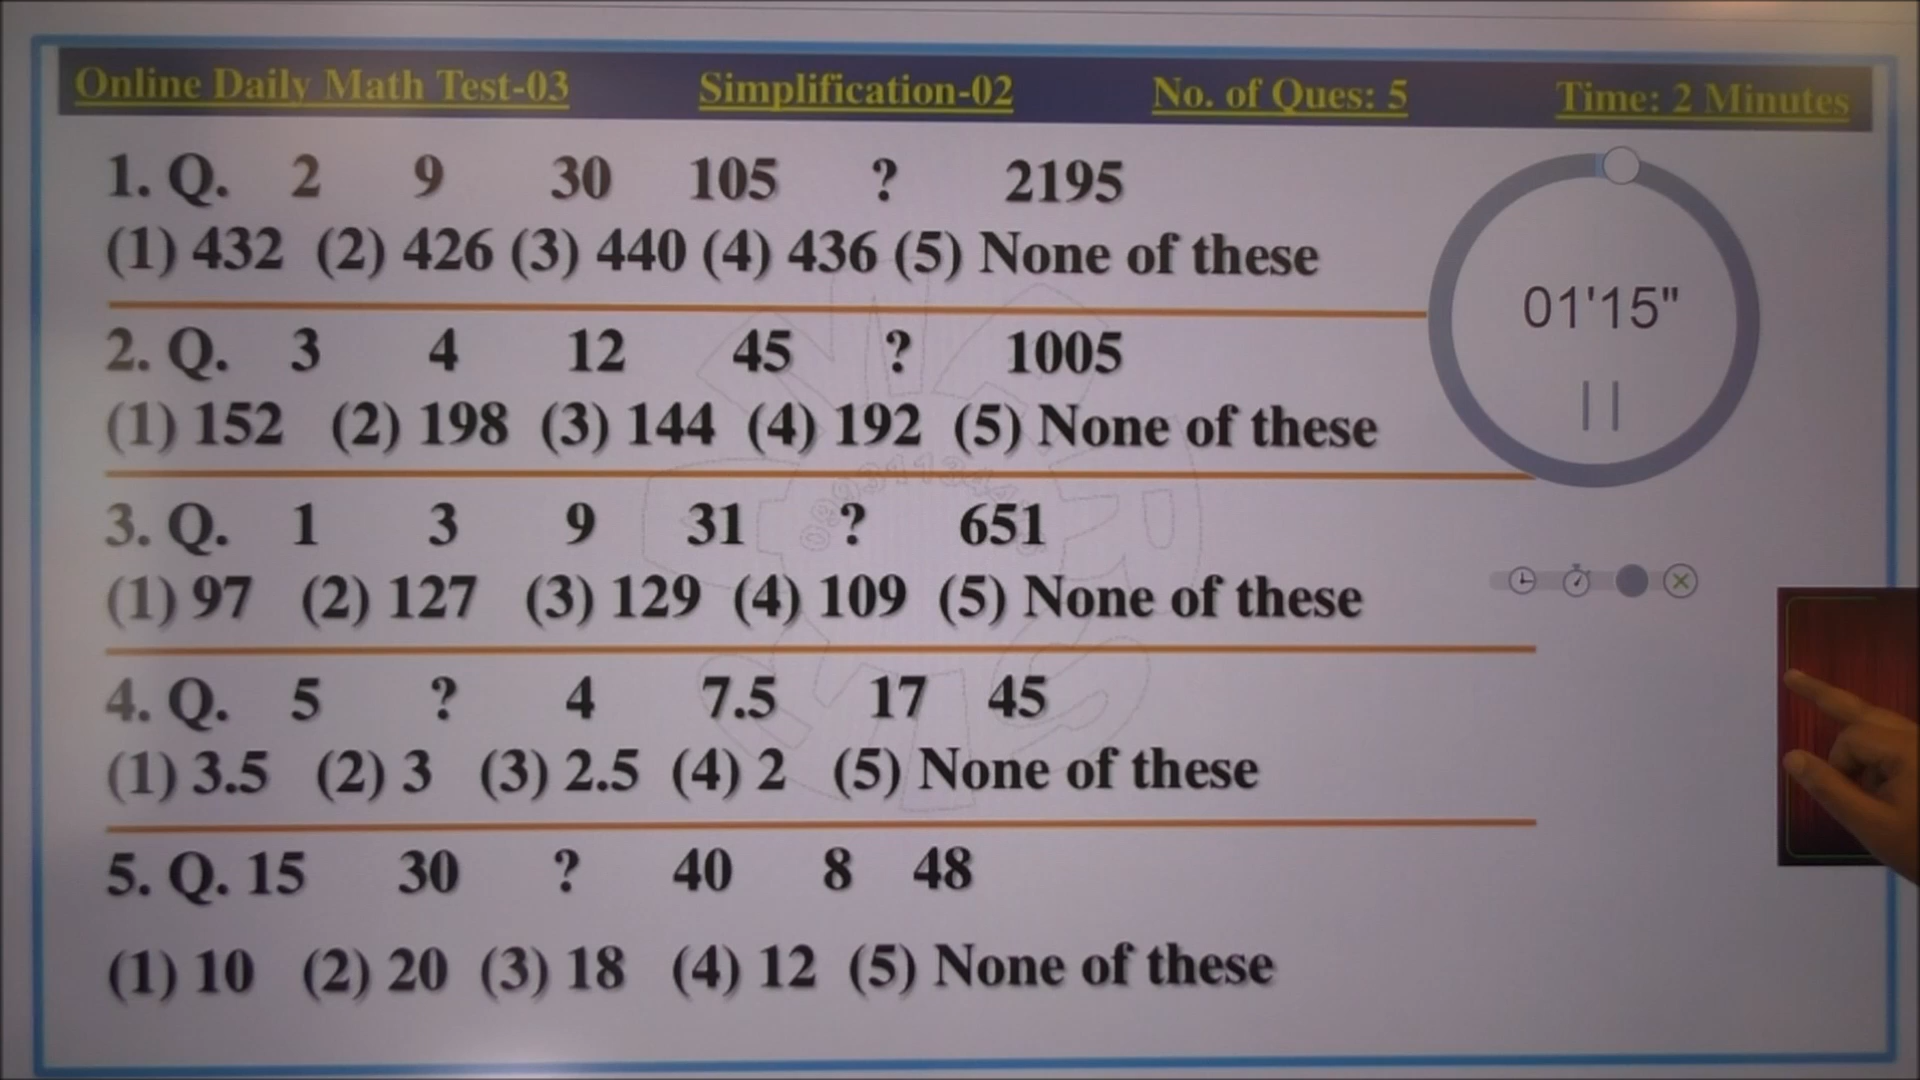 Online Daily Math Test-03 Simplification-02 No. of Ques: 5 Time: 2 Minutes
1. Q. 2 9 30 105 ? 2195
(1) 432 (2) 426 (3) 440 (4) 436 (5) None of these
01'15"
2. Q. 3 4 12 45 ? 1005
(1) 152 (2) 198 (3) 144 (4) 192 (5) None of these
3. Q. 1 3 9 31 ? 651
(1) 97 (2) 127 (3) 129 (4) 109 (5) None of these
4. Q. 5 ? 4 7.5 17 45
(1) 3.5 (2) 3 (3) 2.5 (4) 2 (5) None of these
5. Q. 15 30 ? 40 8 48
(1) 10 (2) 20 (3) 18 (4) 12 (5) None of these